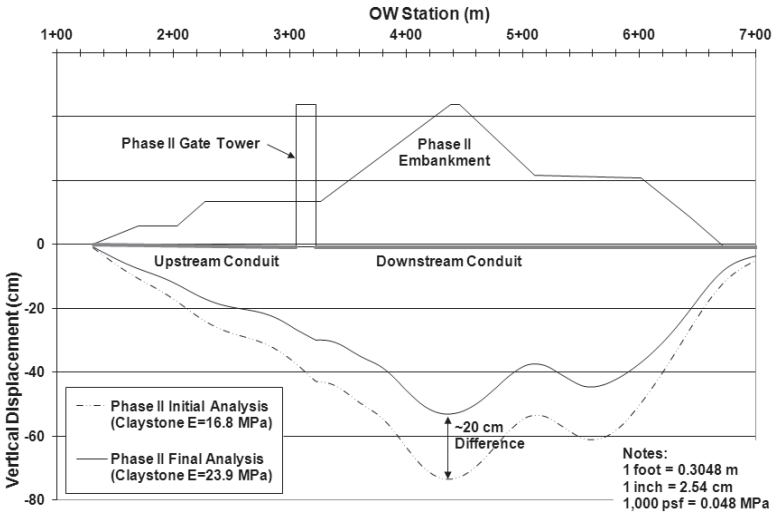 OW Station (m)
1+00 2+00 3+00 4+00 5+00 6+00 7+00
Phase II Gate Tower
Phase II
Embankment
0
Upstream Conduit
Downstream Conduit
-20
-40
-60
-80
Vertical Displacement (cm)
Phase II Initial Analysis
(Claystone E=16.8 MPa)
Phase II Final Analysis
(Claystone E=23.9 MPa)
~20 cm
Difference
Notes:
1 foot = 0.3048 m
1 inch = 2.54 cm
1,000 psf = 0.048 MPa